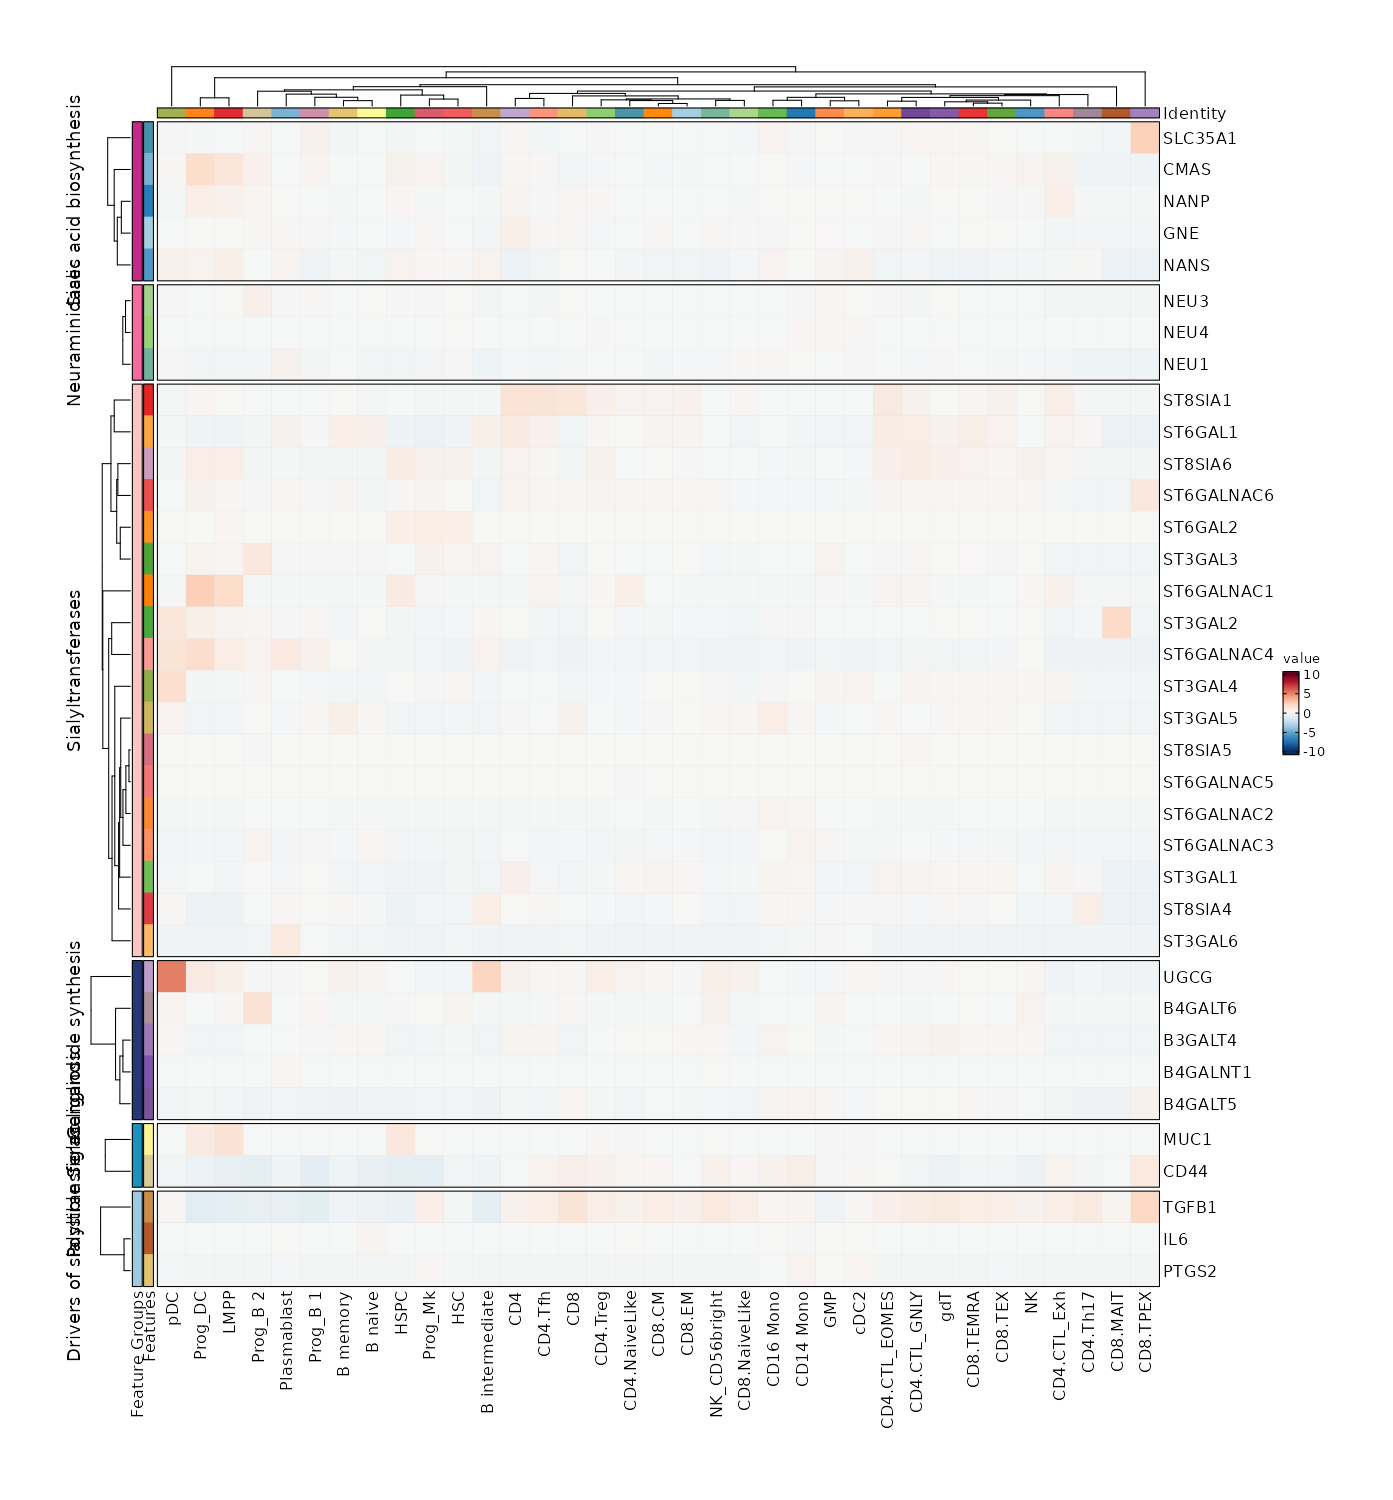 Identity
SLC35A1
CMAS
NANP
GNE
NANS
NEU3
NEU4
NEU1
ST8SIA1
ST6GAL1
ST8SIA6
ST6GALNAC6
ST6GAL2
ST3GAL3
ST6GALNAC1
ST3GAL2
ST6GALNAC4
ST3GAL4
ST3GAL5
ST8SIA5
ST6GALNAC5
ST6GALNAC2
ST6GALNAC3
ST3GAL1
ST8SIA4
ST3GAL6
UGCG
B4GALT6
B3GALT4
B4GALNT1
B4GALT5
MUC1
CD44
TGFB1
IL6
PTGS2
acid biosynthesis
Neuraminidases
Sialyltransferases
synthesis
Drivers of
value
10
5
0
-5
-10
Feature Groups
Features
pDC
Prog_DC
LMPP
Prog_B 2
Plasmablast
Prog_B 1
B memory
B naive
HSPC
Prog_Mk
HSC
B intermediate
CD4
CD4.Tfh
CD8
CD4.Treg
CD4.NaiveLike
CD8.CM
CD8.EM
NK_CD56bright
CD8.NaiveLike
CD16 Mono
CD14 Mono
GMP
cDC2
CD4.CTL_EOMES
CD4.CTL_GNLY
gdT
CD8.TEMRA
CD8.TEX
NK
CD4.CTL_Exh
CD4.Th17
CD8.MAIT
CD8.TPEX